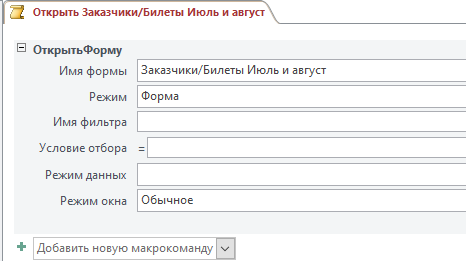 Открыть Заказчики/Билеты Июль и август
ОткрытьФорму
Имя формы Заказчики/Билеты Июль и август
Режим Форма
Имя фильтра
Условие отбора =
Режим данных
Режим окна Обычное
Добавить новую макрокоманду